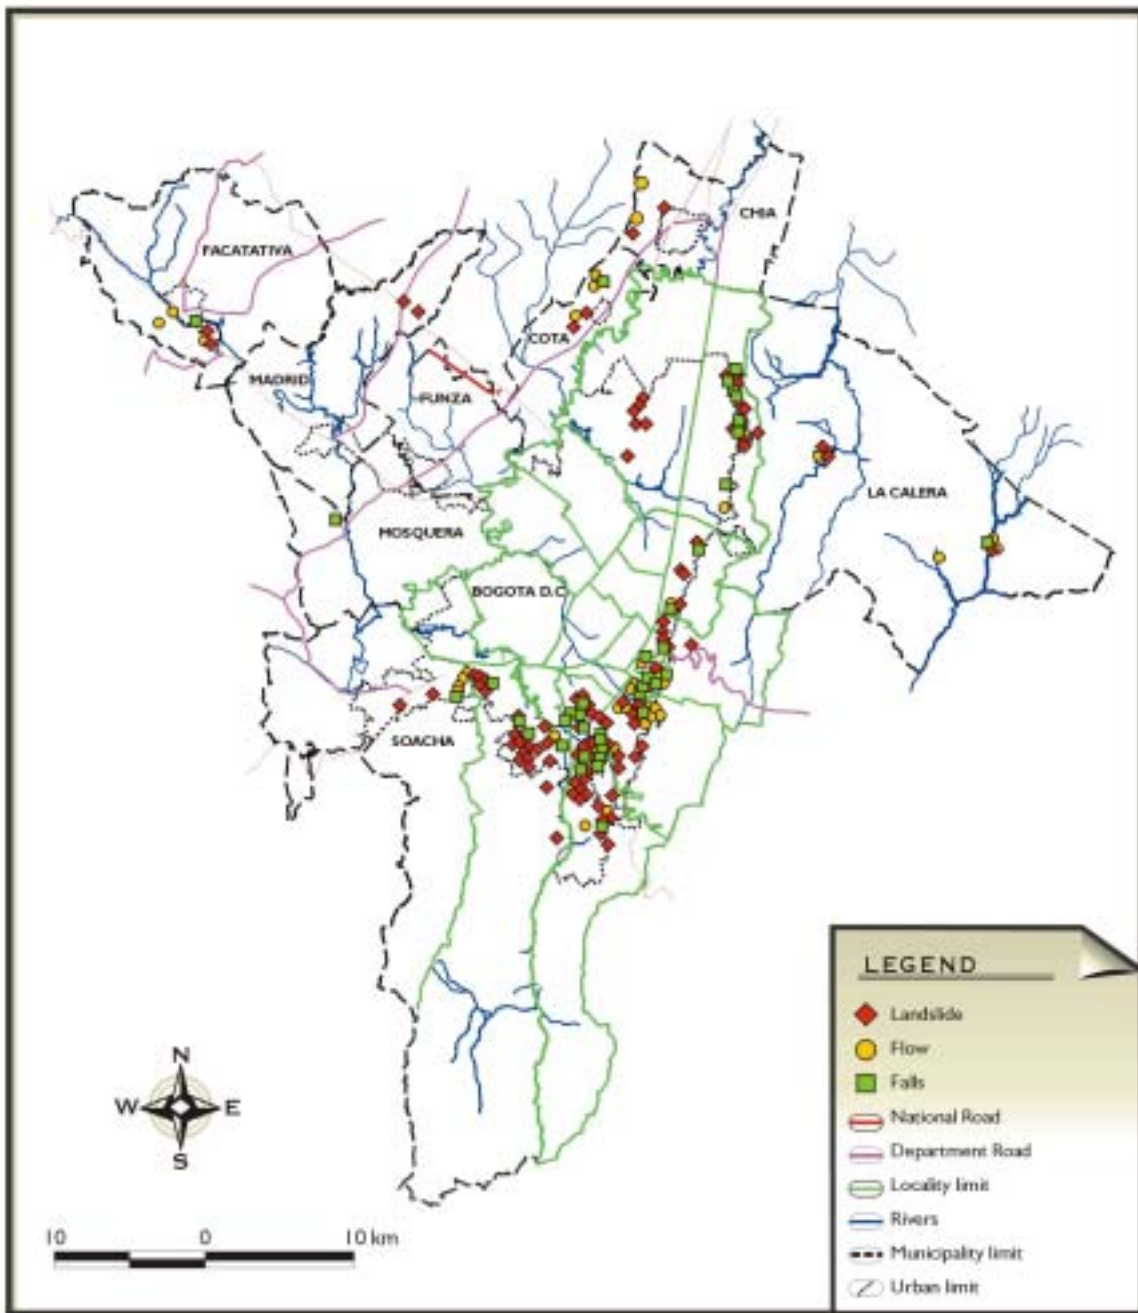 CHIA
FACATATIVA
COTA
MADRID
FUNZA
LA CALERA
MOSQUERA
BOGOTA D.C
SOACHA
LEGEND
Landslide
Flow
Falls
National Road
Department Road
Locality limit
Rivers
Municipality limit
Urban limit
N
W E
S
10 0 10 km